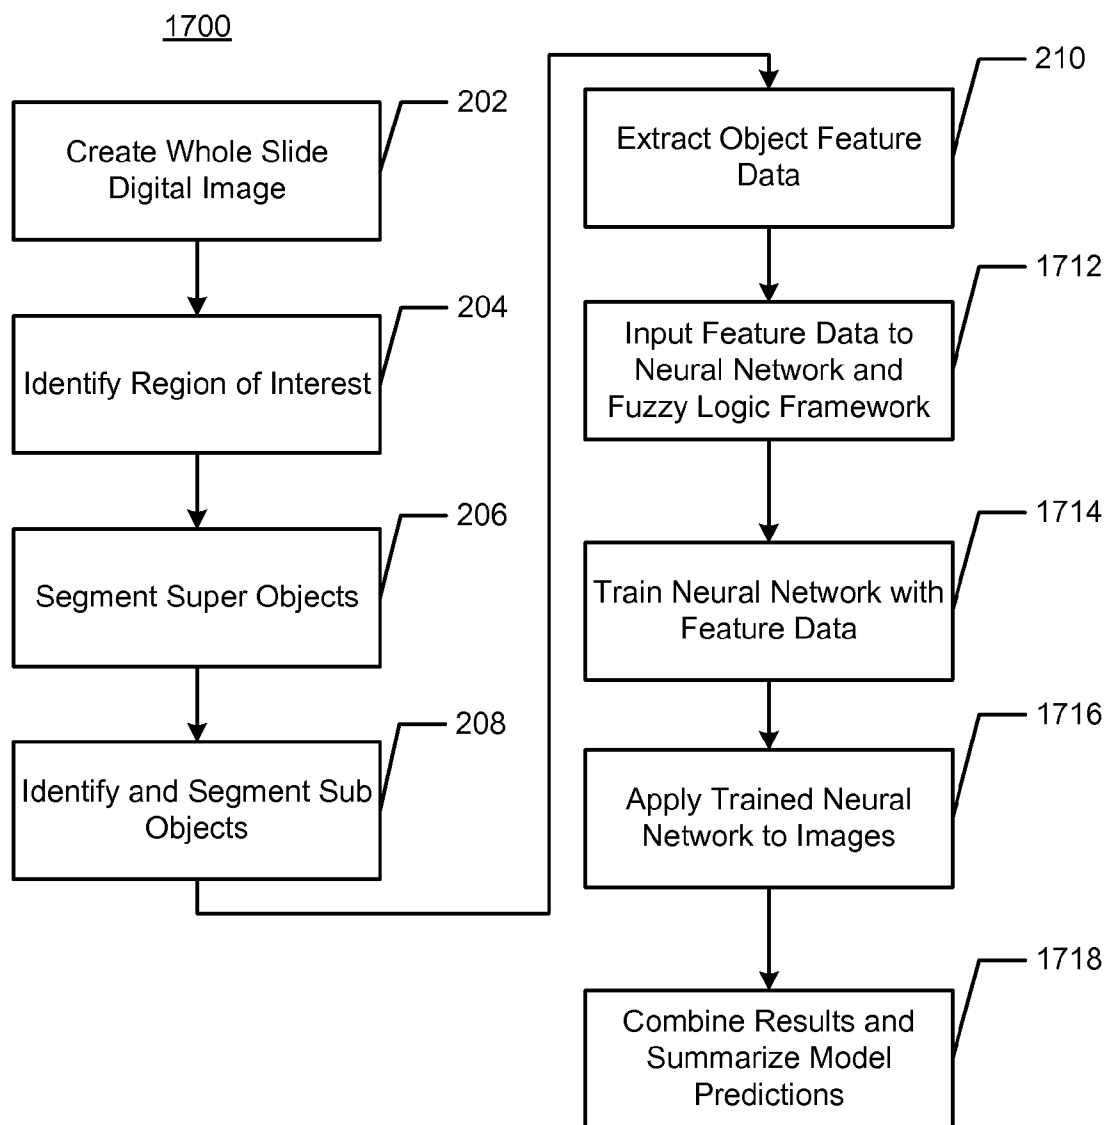 1700
202
Create Whole Slide
Digital Image
204
Identify Region of Interest
206
Segment Super Objects
208
Identify and Segment Sub
Objects
210
Extract Object Feature
Data
1712
Input Feature Data to
Neural Network and
Fuzzy Logic Framework
1714
Train Neural Network with
Feature Data
1716
Apply Trained Neural
Network to Images
1718
Combine Results and
Summarize Model
Predictions